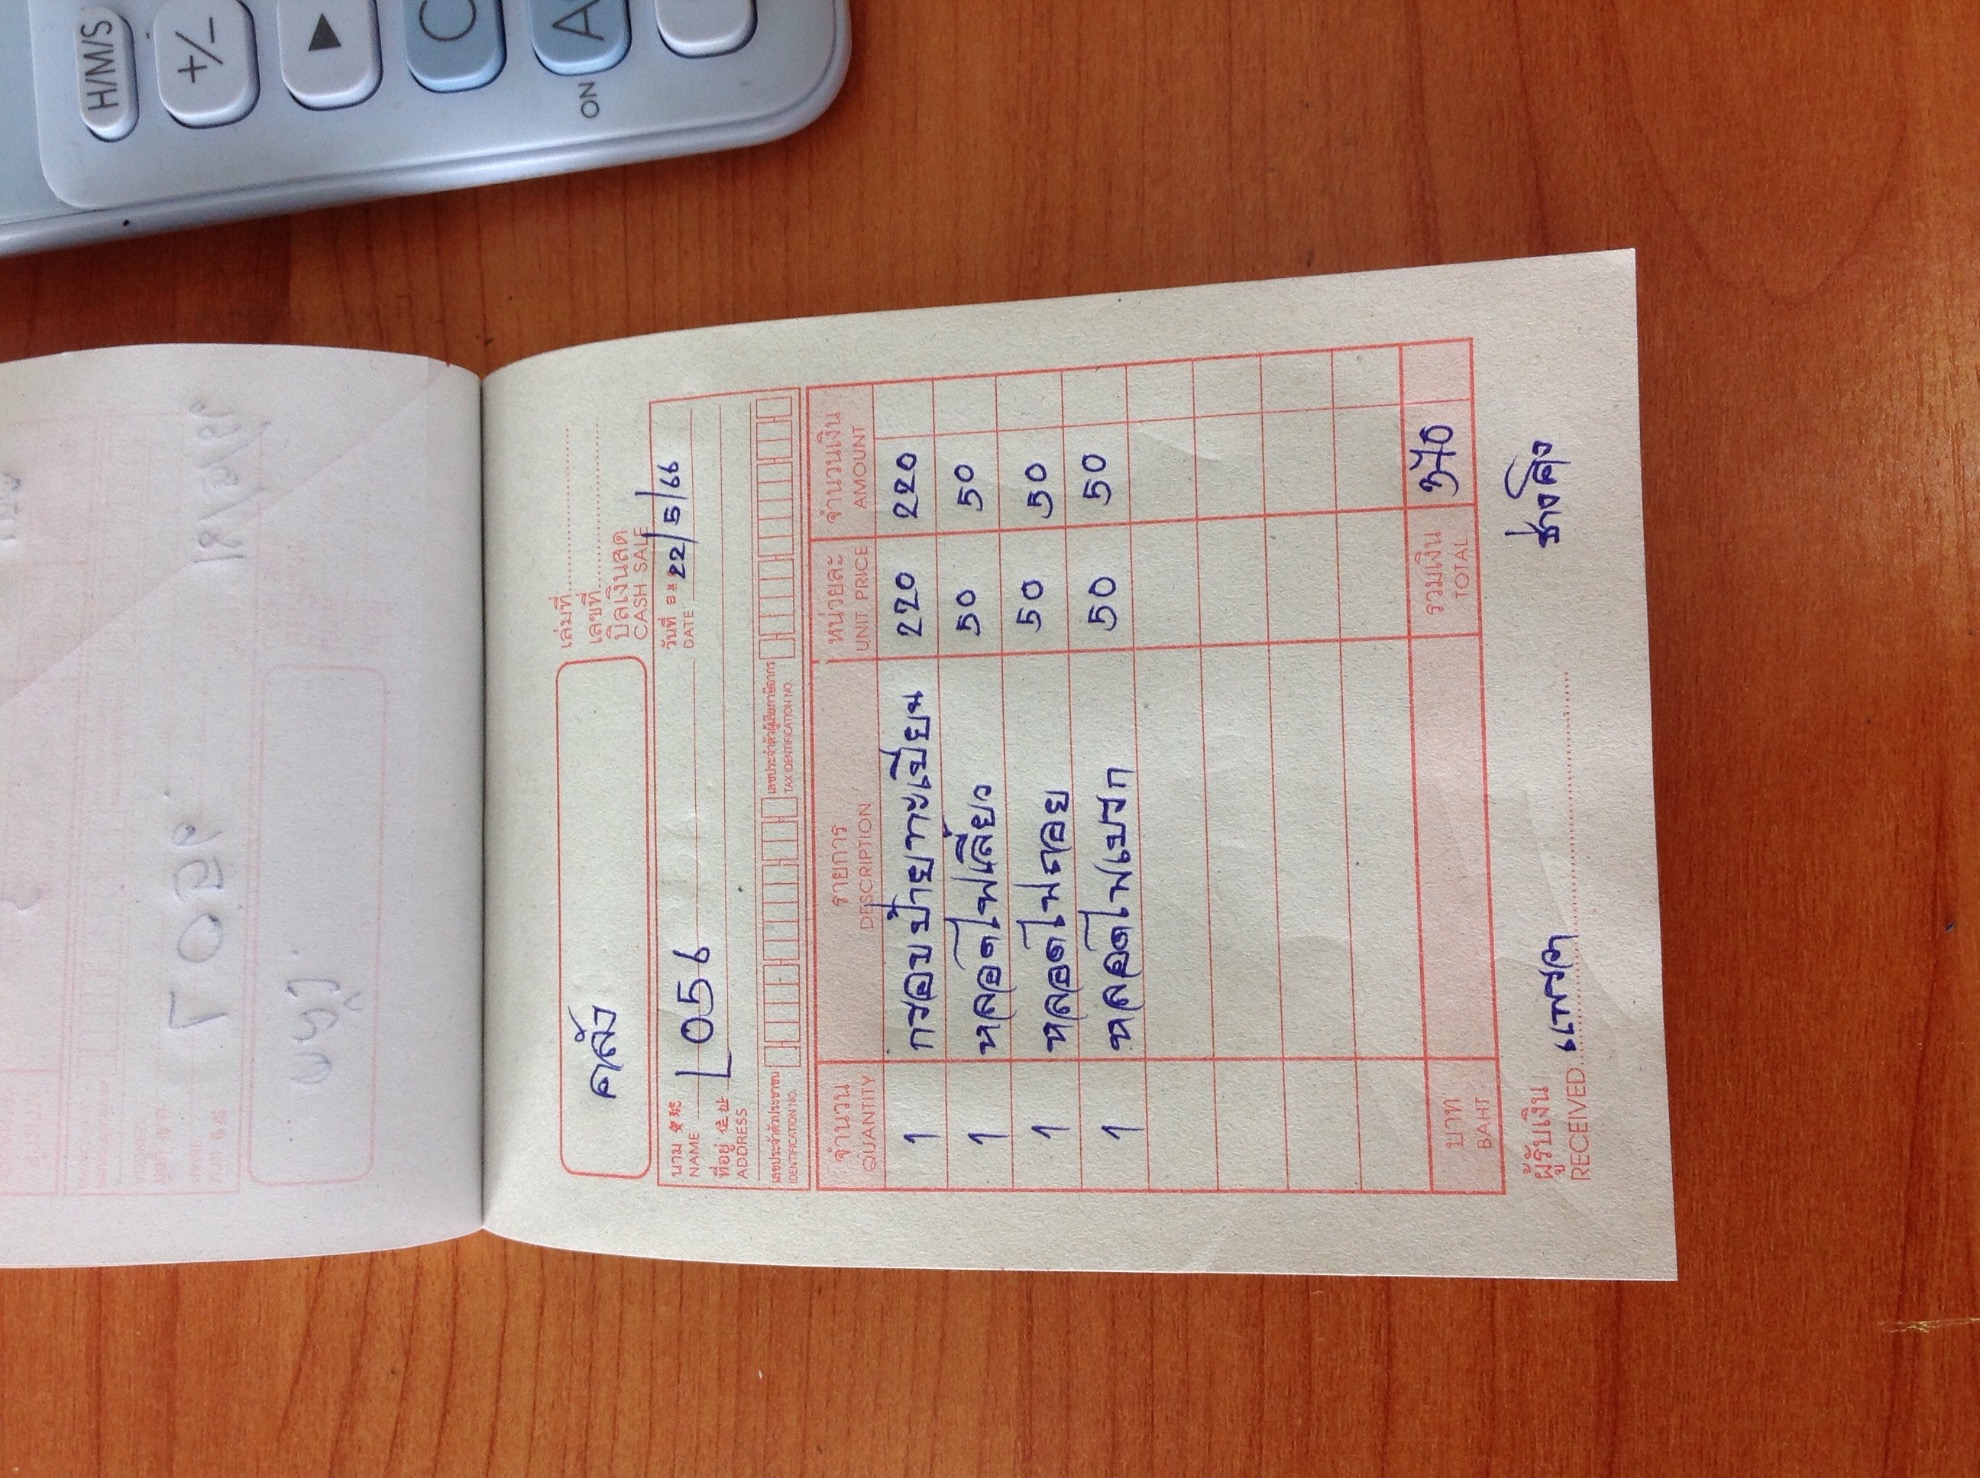 H/M/S
+/-
▶
C
A
ON
เล่มที่
เลขที่
บิลเงินสด
CASH SALE
คลัง
นาม NAME L056 วันที่ DATE 22/5/66
ที่อยู่ ADDRESS
เลขประจำตัวประชาชน IDENTIFICATION NO. เลขประจำตัวผู้เสียภาษีอากร TAX IDENTIFICATION NO.
จำนวน รายการ หน่วยละ จำนวนเงิน
QUANTITY DESCRIPTION UNIT PRICE AMOUNT
1 กรอบป้ายทะเบียน 220 220
1 หลอดไฟเลี้ยว 50 50
1 หลอดไฟถอย 50 50
1 หลอดไฟเบรก 50 50
บาท BAHT รวมเงิน TOTAL 370
ผู้รับเงิน
RECEIVED